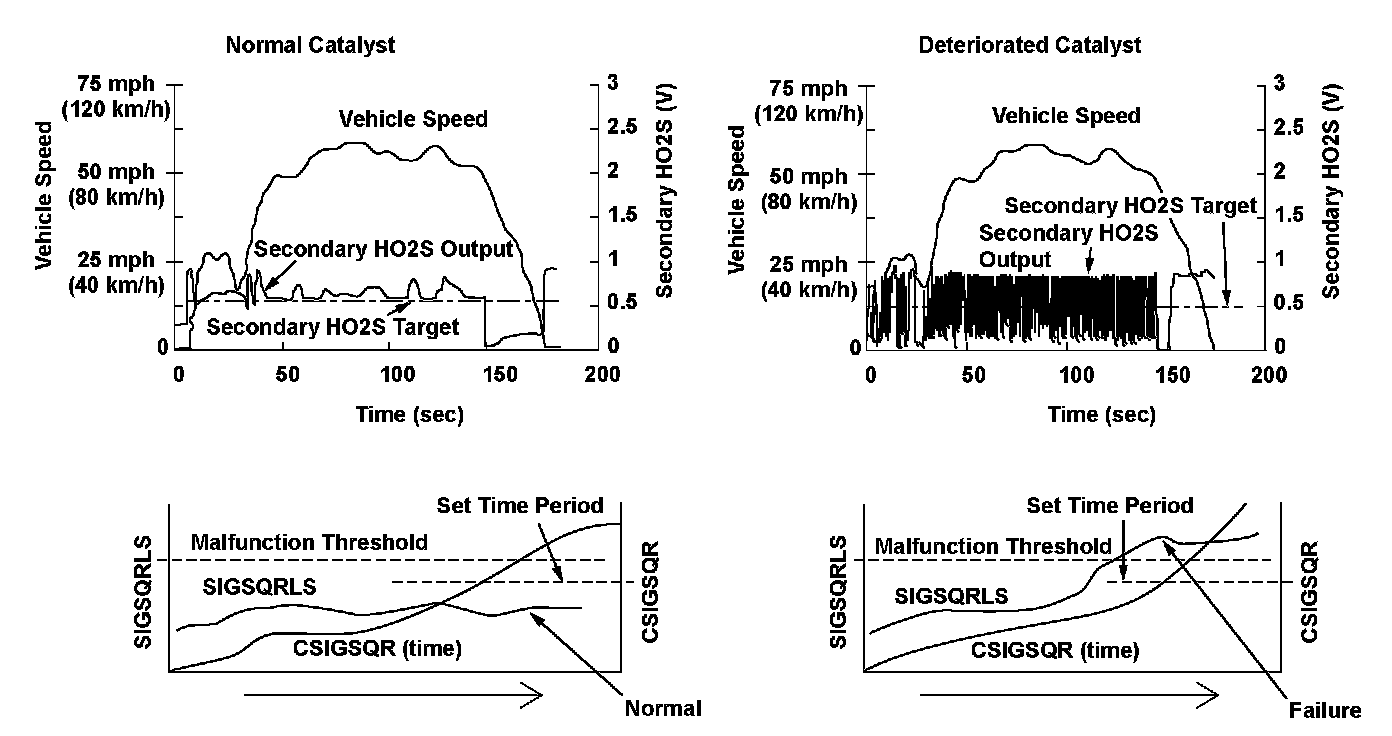 Normal Catalyst
75 mph
(120 km/h)
50 mph
(80 km/h)
25 mph
(40 km/h)
0
Vehicle Speed
Vehicle Speed
Secondary HO2S Output
Secondary HO2S Target
3
2.5
2
1.5
1
0.5
0
Secondary HO2S (V)
0 50 100 150 200
Time (sec)
Deteriorated Catalyst
75 mph
(120 km/h)
50 mph
(80 km/h)
25 mph
(40 km/h)
0
Vehicle Speed
Vehicle Speed
Secondary HO2S Target
Secondary HO2S
Output
3
2.5
2
1.5
1
0.5
0
Secondary HO2S (V)
0 50 100 150 200
Time (sec)
Set Time Period
Malfunction Threshold
SIGSQRLS
SIGSQRLS
CSIGSQR (time)
CSIGSQR
Normal
Set Time Period
Malfunction Threshold
SIGSQRLS
SIGSQRLS
CSIGSQR (time)
CSIGSQR
Failure